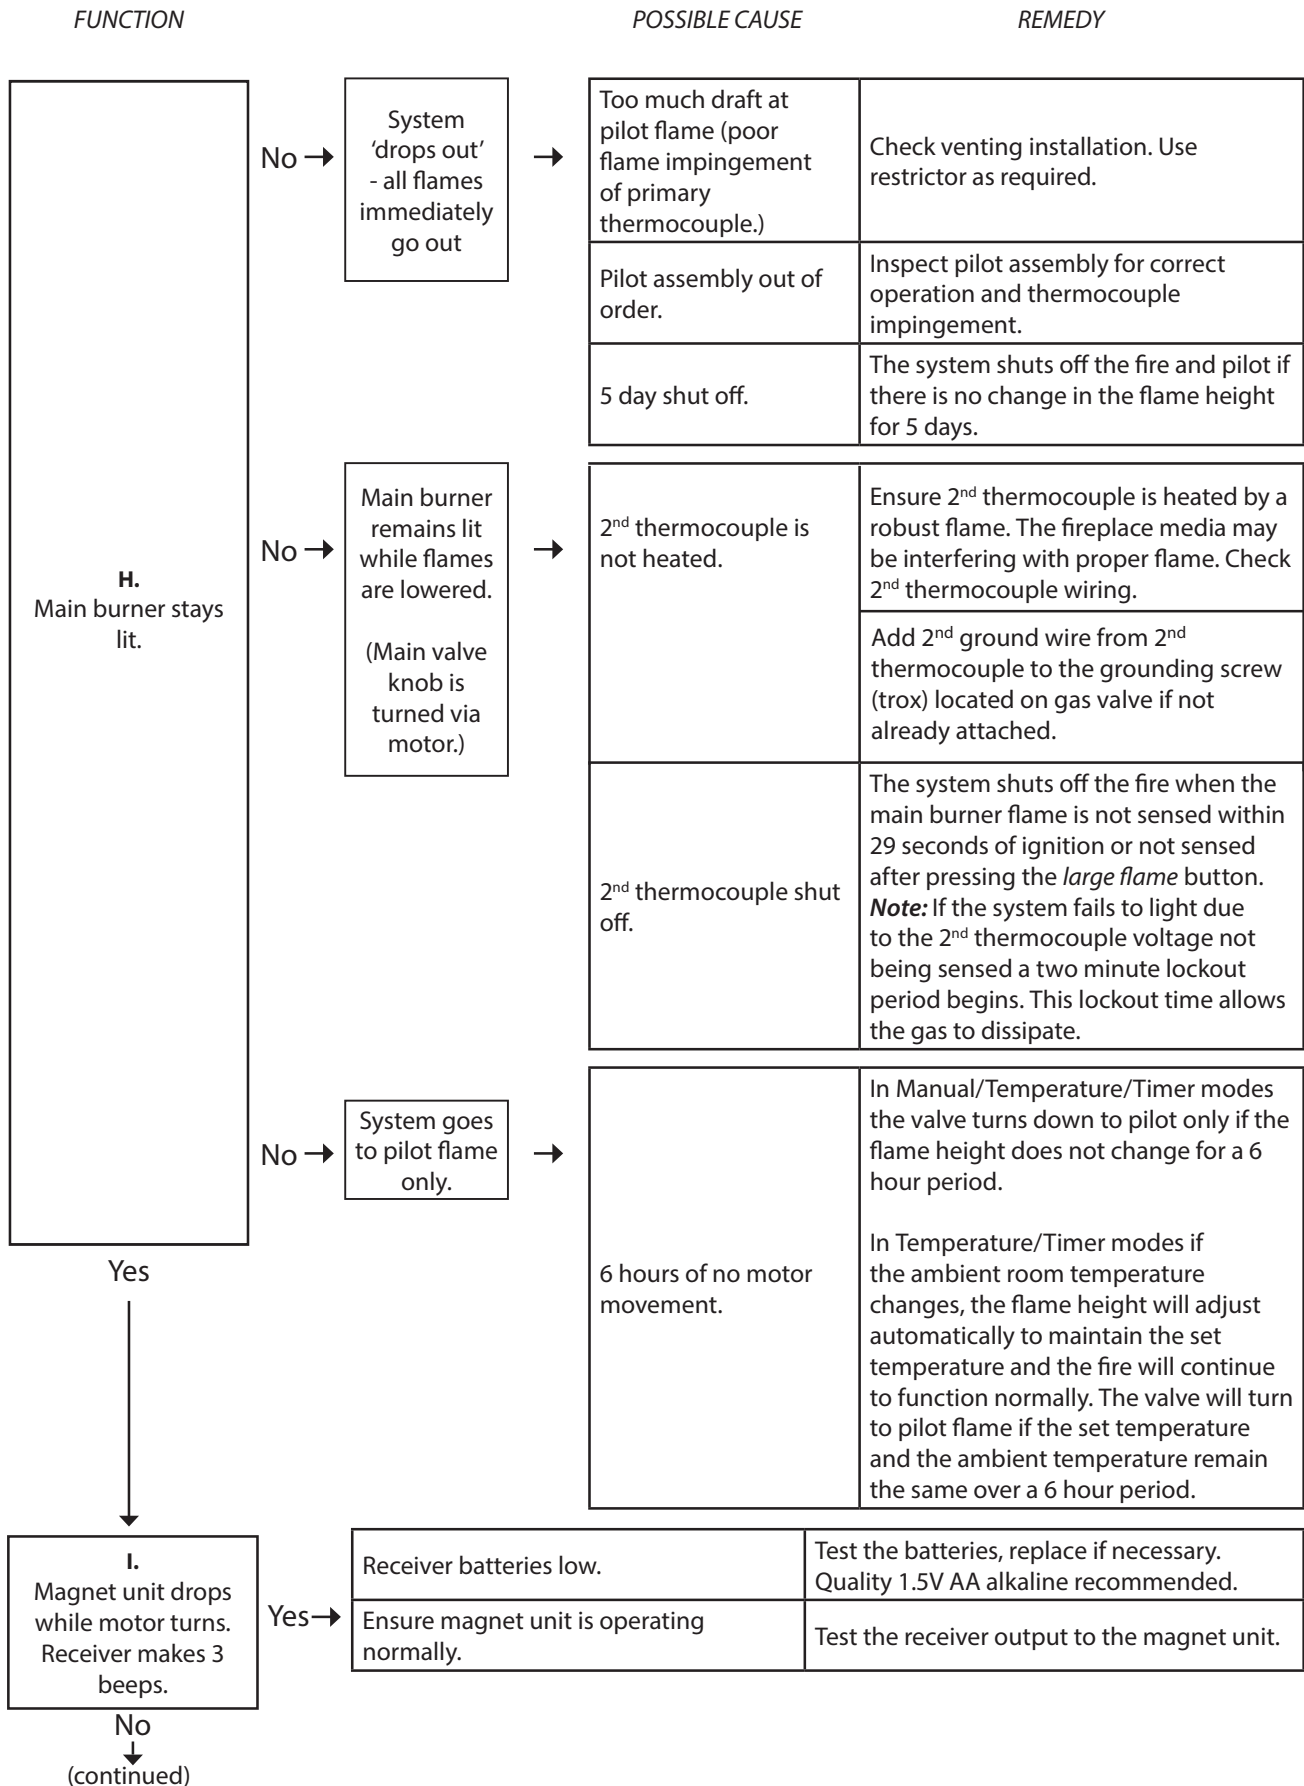 FUNCTION
POSSIBLE CAUSE
REMEDY
H.
Main burner stays
lit.
No
System
‘drops out’
- all flames
immediately
go out
Too much draft at
pilot flame (poor
flame impingement
of primary
thermocouple.)
Check venting installation. Use
restrictor as required.
Pilot assembly out of
order.
Inspect pilot assembly for correct
operation and thermocouple
impingement.
5 day shut off.
The system shuts off the fire and pilot if
there is no change in the flame height
for 5 days.
No
Main burner
remains lit
while flames
are lowered.
(Main valve
knob is
turned via
motor.)
2nd thermocouple is
not heated.
Ensure 2nd thermocouple is heated by a
robust flame. The fireplace media may
be interfering with proper flame. Check
2nd thermocouple wiring.
Add 2nd ground wire from 2nd
thermocouple to the grounding screw
(trox) located on gas valve if not
already attached.
2nd thermocouple shut
off.
The system shuts off the fire when the
main burner flame is not sensed within
29 seconds of ignition or not sensed
after pressing the large flame button.
Note: If the system fails to light due
to the 2nd thermocouple voltage not
being sensed a two minute lockout
period begins. This lockout time allows
the gas to dissipate.
No
System goes
to pilot flame
only.
6 hours of no motor
movement.
In Manual/Temperature/Timer modes
the valve turns down to pilot only if the
flame height does not change for a 6
hour period.
In Temperature/Timer modes if
the ambient room temperature
changes, the flame height will adjust
automatically to maintain the set
temperature and the fire will continue
to function normally. The valve will turn
to pilot flame if the set temperature
and the ambient temperature remain
the same over a 6 hour period.
Yes
I.
Magnet unit drops
while motor turns.
Receiver makes 3
beeps.
Yes
Receiver batteries low.
Test the batteries, replace if necessary.
Quality 1.5V AA alkaline recommended.
Ensure magnet unit is operating
normally.
Test the receiver output to the magnet unit.
No
(continued)